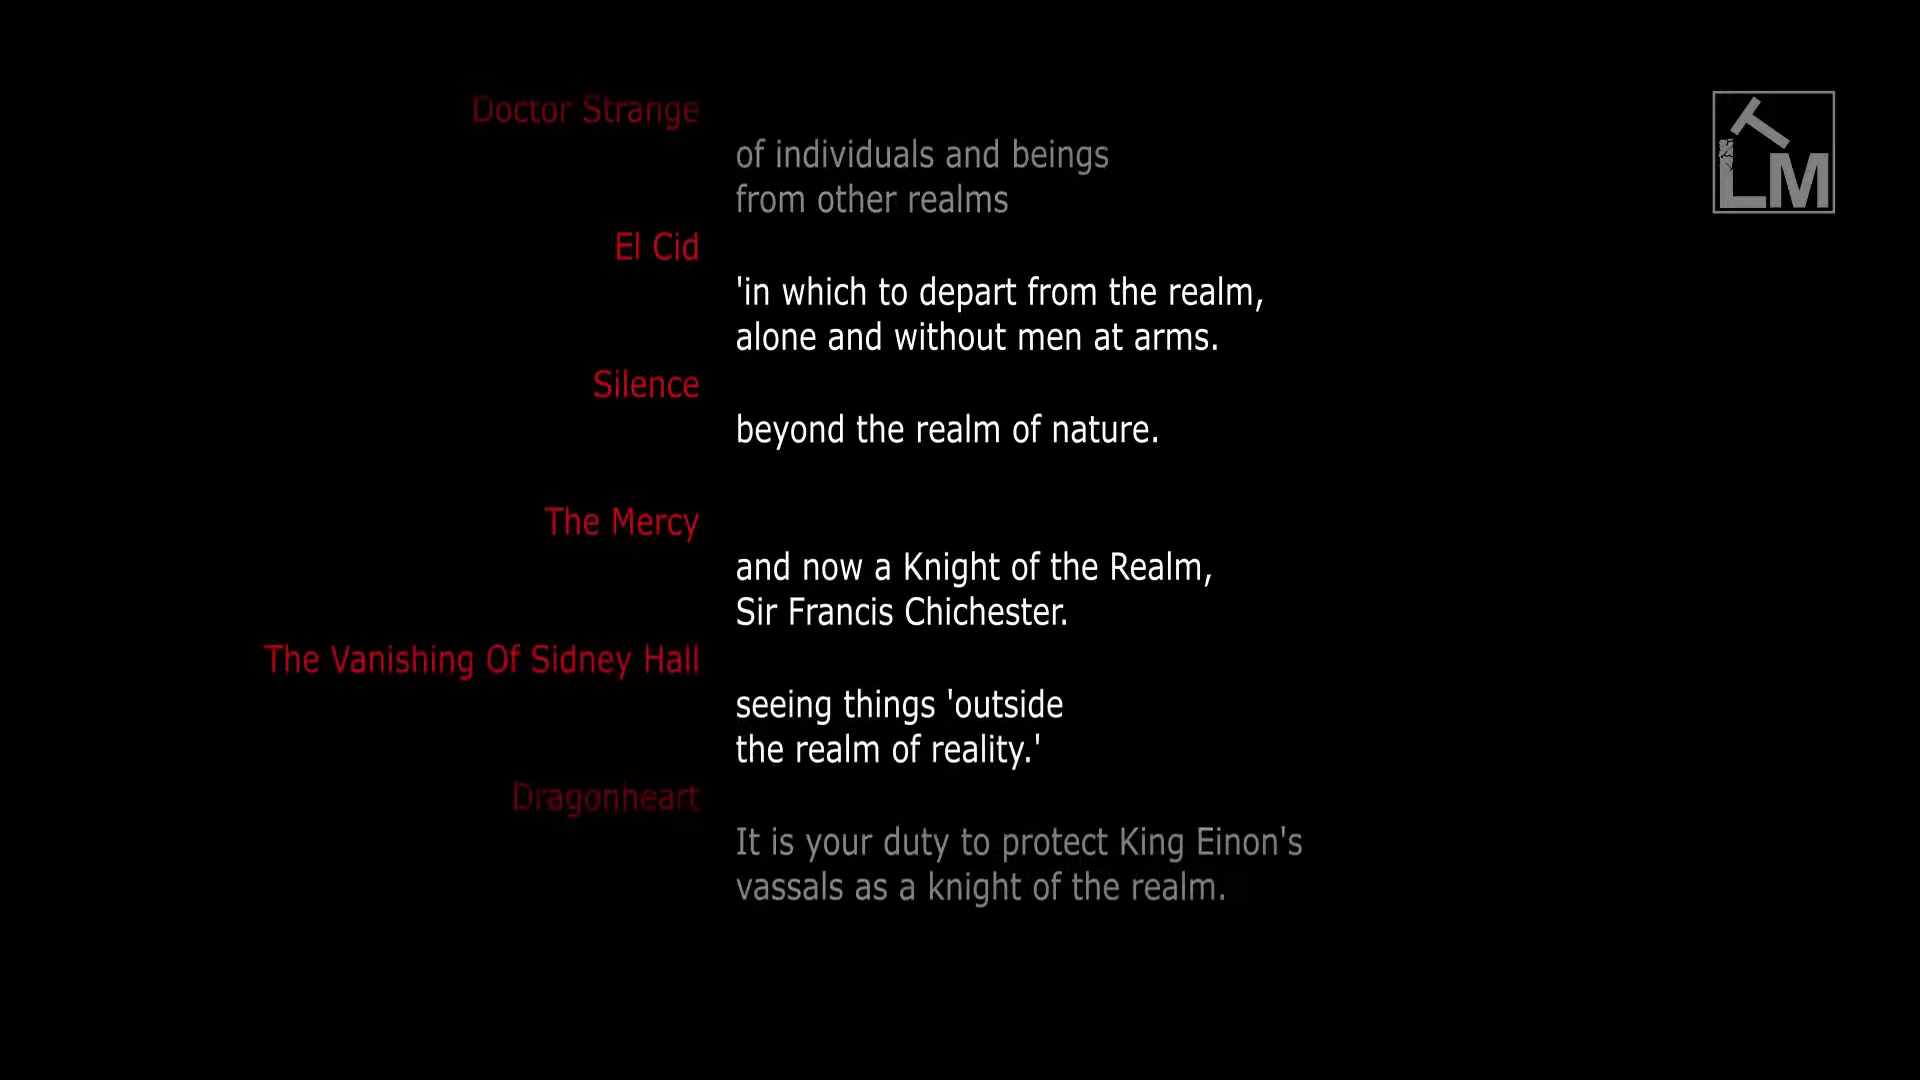 Doctor Strange
of individuals and beings
from other realms
El Cid
'in which to depart from the realm,
alone and without men at arms.
Silence
beyond the realm of nature.
The Mercy
and now a Knight of the Realm,
Sir Francis Chichester.
The Vanishing Of Sidney Hall
seeing things 'outside
the realm of reality.'
Dragonheart
It is your duty to protect King Einon's
vassals as a knight of the realm.
LTM